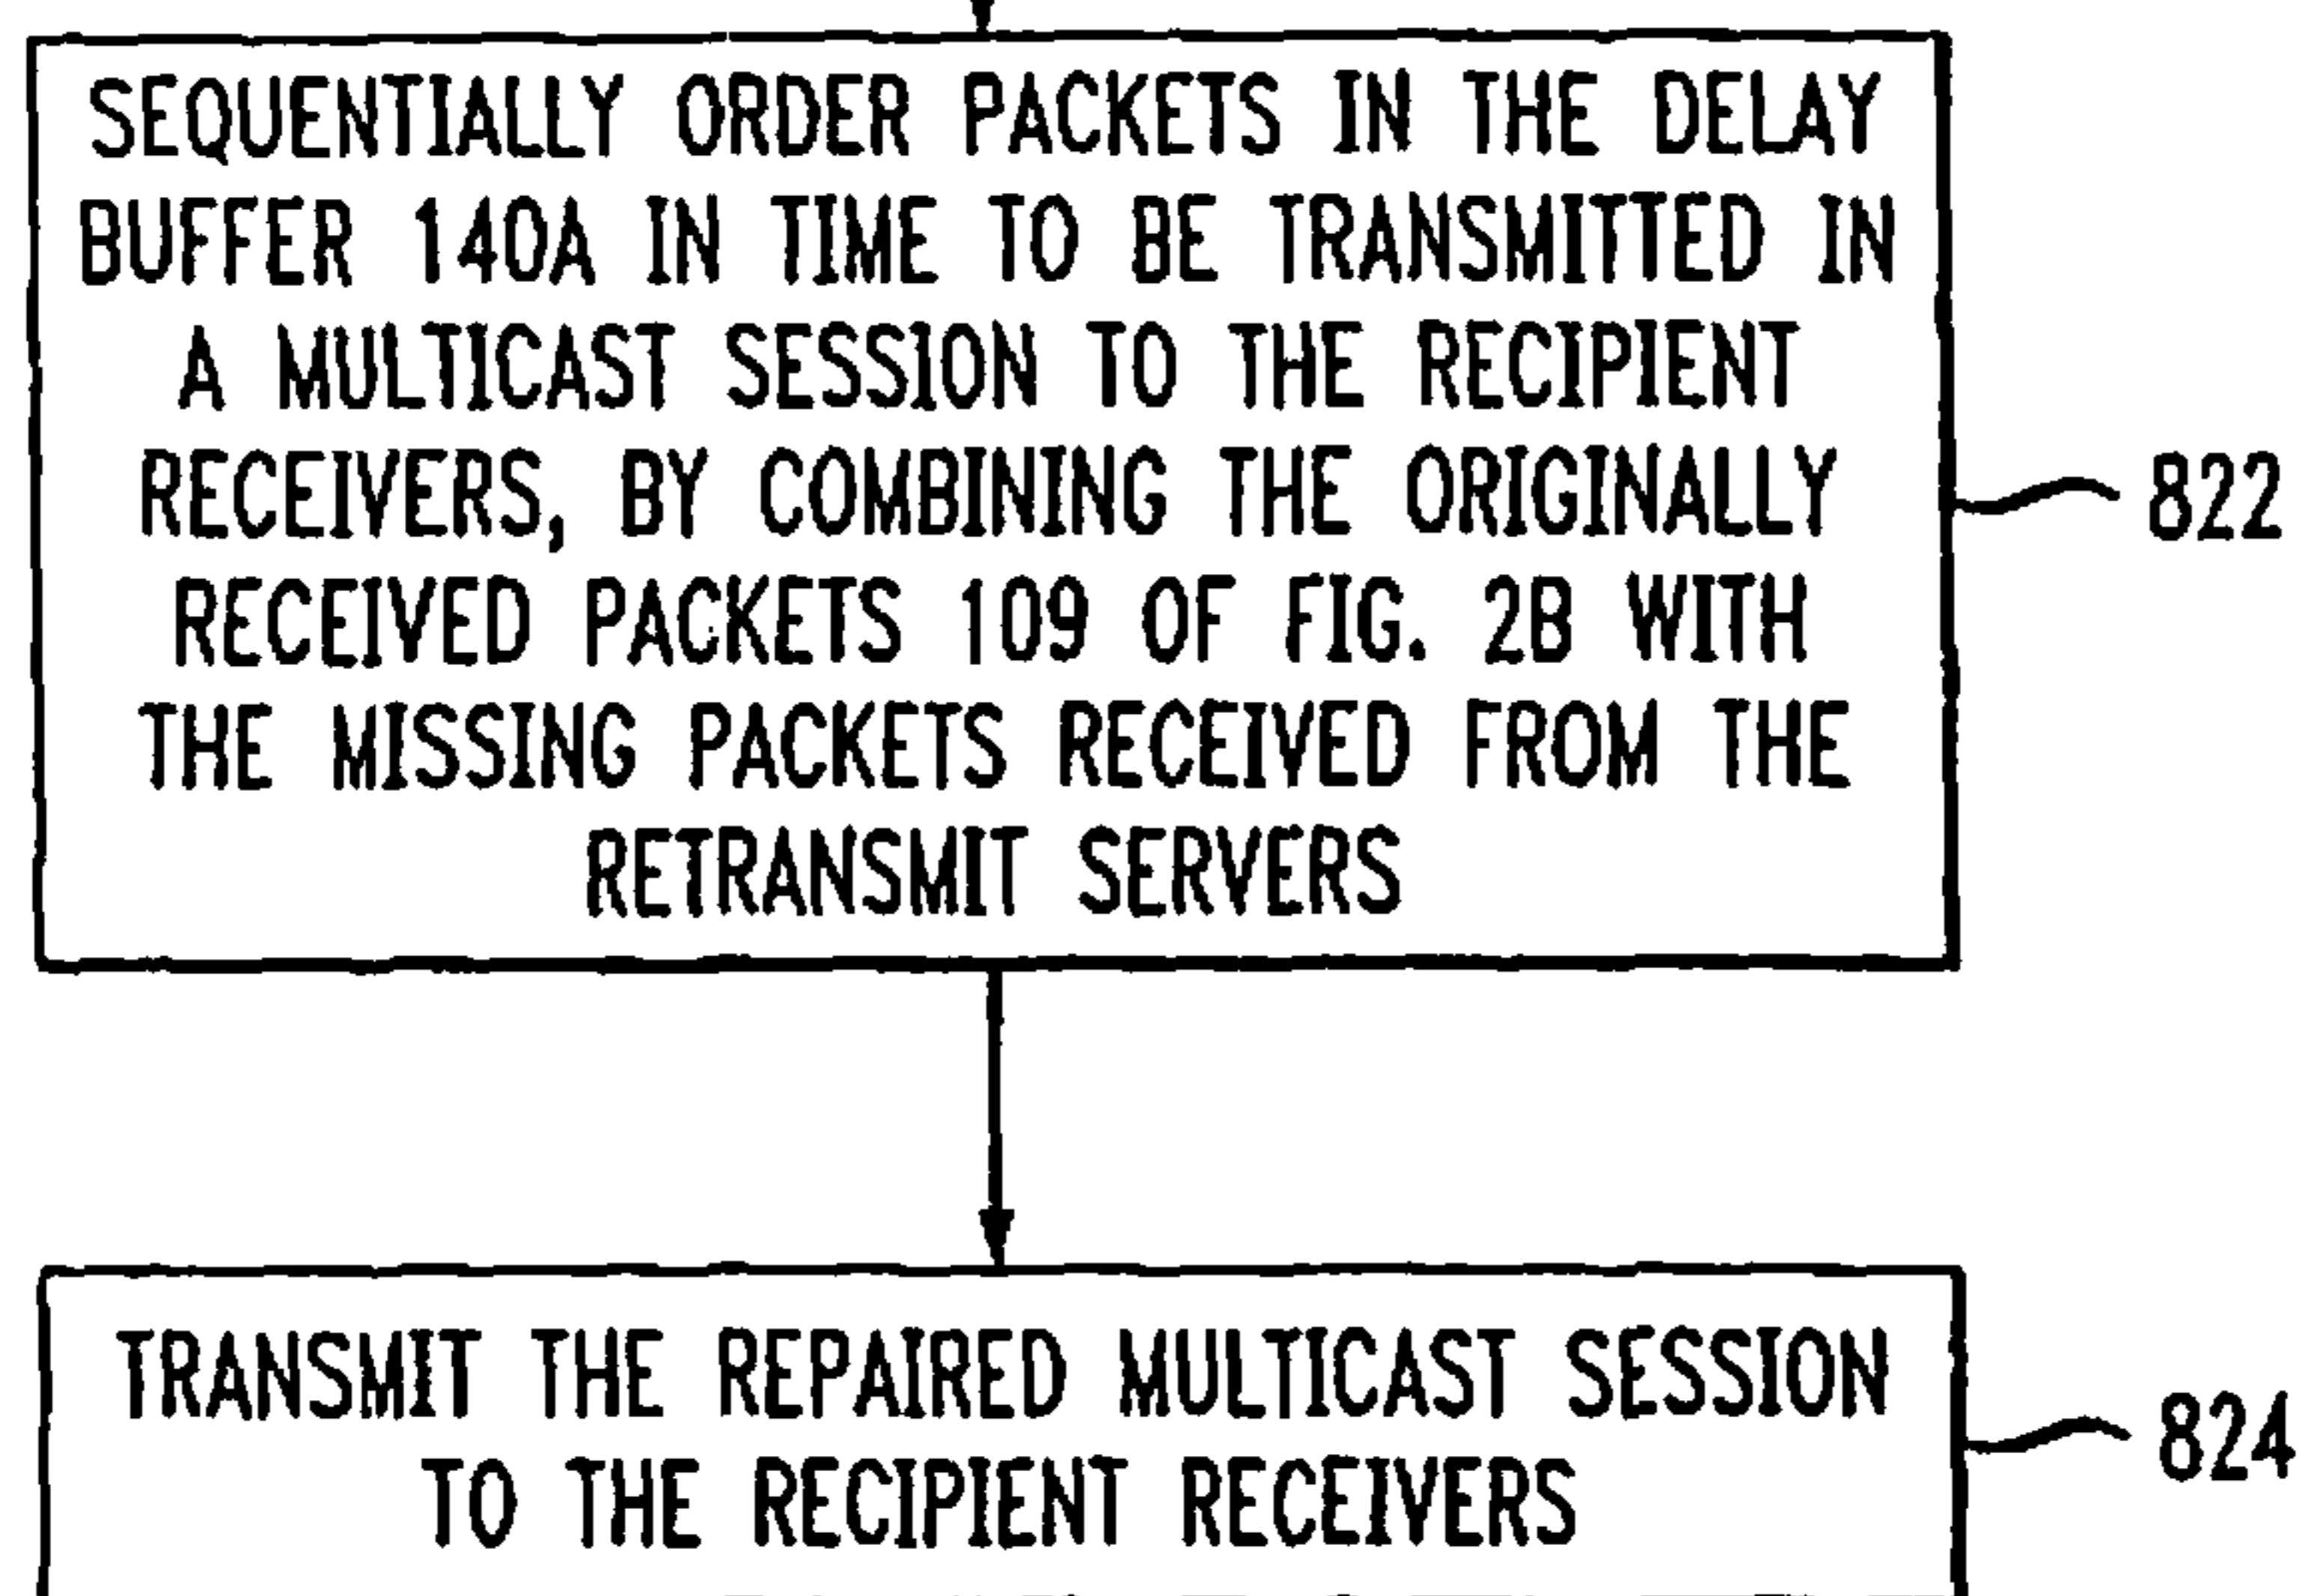 SEQUENTIALLY ORDER PACKETS IN THE DELAY
BUFFER 140A IN TIME TO BE TRANSMITTED IN
A MULTICAST SESSION TO THE RECIPIENT
RECEIVERS, BY COMBINING THE ORIGINALLY
RECEIVED PACKETS 109 OF FIG. 2B WITH
THE MISSING PACKETS RECEIVED FROM THE
RETRANSMIT SERVERS
822
TRANSMIT THE REPAIRED MULTICAST SESSION
TO THE RECIPIENT RECEIVERS
824